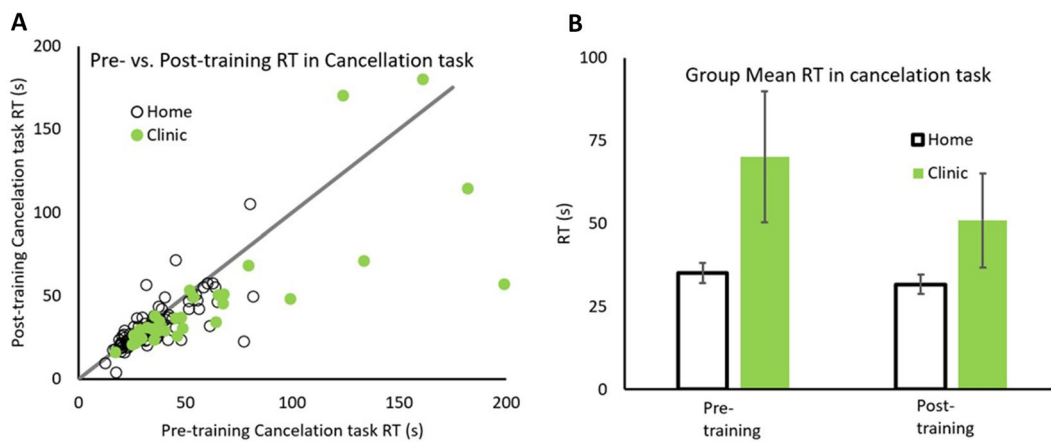 A
Pre- vs. Post-training RT in Cancellation task
Post-training Cancelation task RT (s)
200
150
100
50
0
Home
Clinic
0 50 100 150 200
Pre-training Cancelation task RT (s)
B
Group Mean RT in cancelation task
RT (s)
100
75
50
25
0
Home
Clinic
Pre-
training
Post-
training